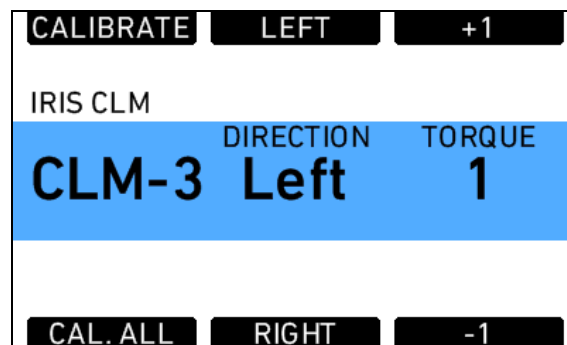 CALIBRATE LEFT +1
IRIS CLM
DIRECTION TORQUE
CLM-3 Left 1
CAL. ALL RIGHT -1